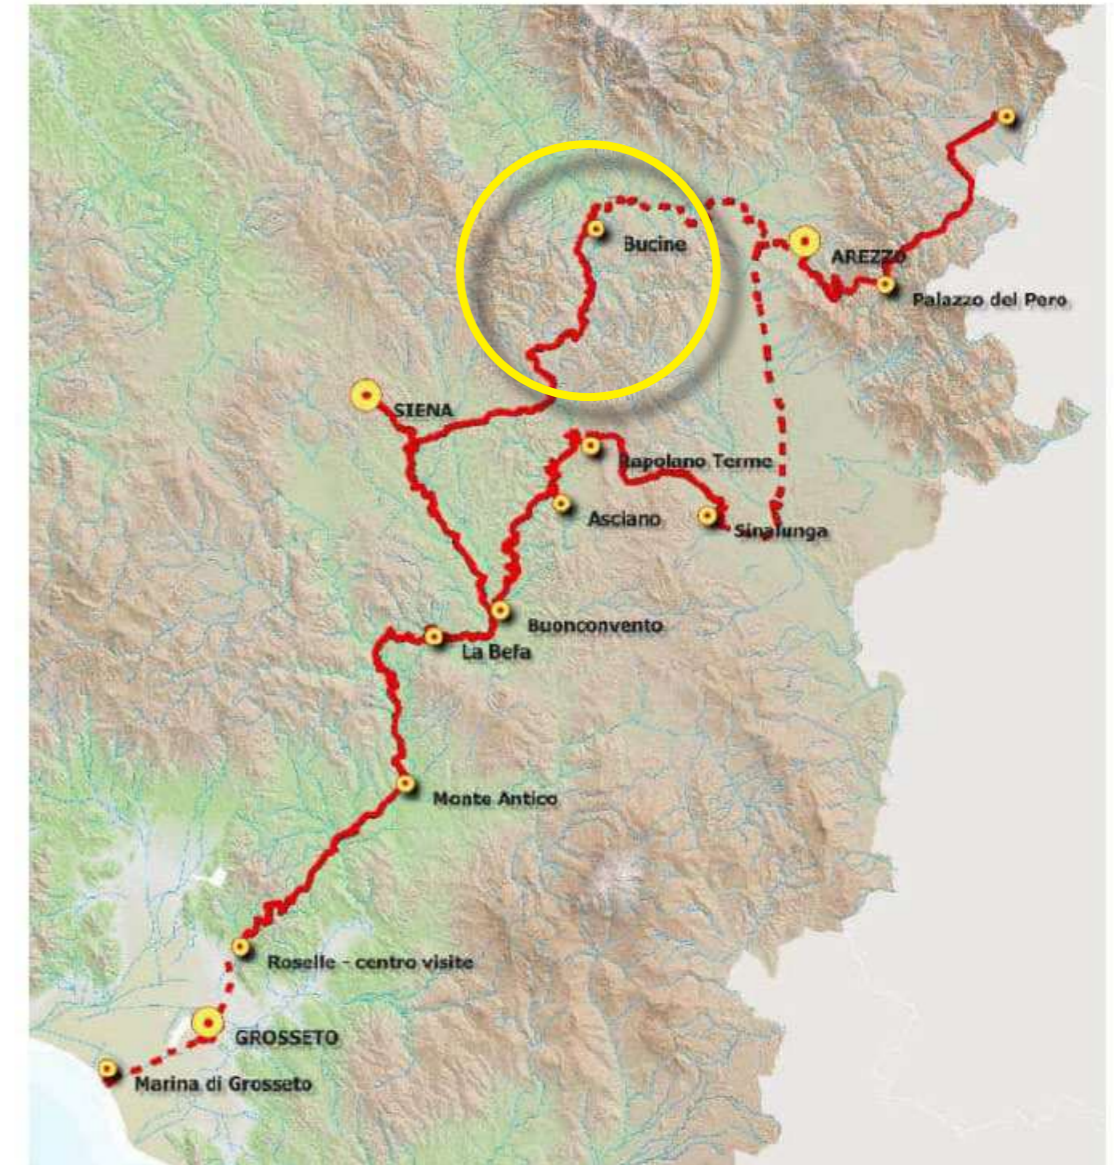 Bucine
AREZZO
Palazzo del Pero
SIENA
Rapolano Terme
Asciano
Sinalunga
Buonconvento
La Befa
Monte Antico
Roselle - centro visite
GROSSETO
Marina di Grosseto